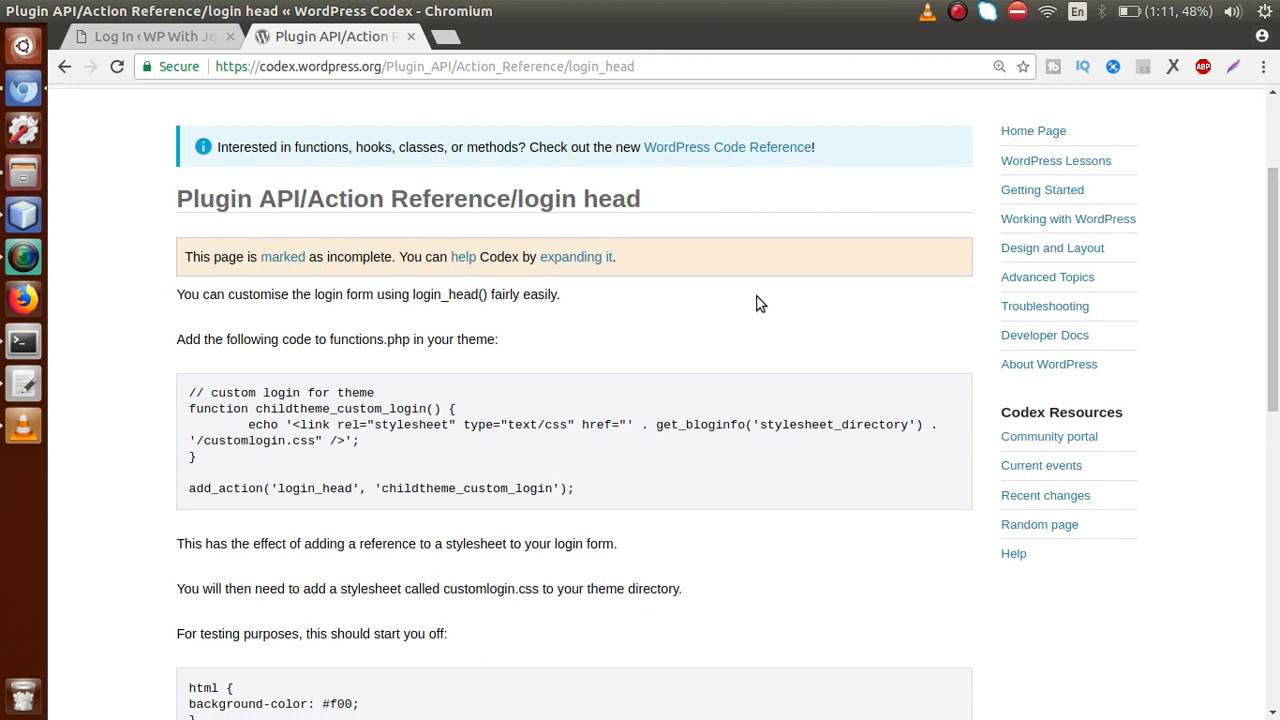 Plugin API/Action Reference/login head « WordPress Codex - Chromium
En
(1:11, 48%)
Log In ‹ WP With Jq
Plugin API/Action R
Secure
https://codex.wordpress.org/Plugin_API/Action_Reference/login_head
Interested in functions, hooks, classes, or methods? Check out the new WordPress Code Reference!
Plugin API/Action Reference/login head
This page is marked as incomplete. You can help Codex by expanding it.
You can customise the login form using login_head() fairly easily.
Add the following code to functions.php in your theme:
// custom login for theme
function childtheme_custom_login() {
echo '<link rel="stylesheet" type="text/css" href="' . get_bloginfo('stylesheet_directory') .
'/customlogin.css" />';
}
add_action('login_head', 'childtheme_custom_login');
This has the effect of adding a reference to a stylesheet to your login form.
You will then need to add a stylesheet called customlogin.css to your theme directory.
For testing purposes, this should start you off:
html {
background-color: #f00;
}
Home Page
WordPress Lessons
Getting Started
Working with WordPress
Design and Layout
Advanced Topics
Troubleshooting
Developer Docs
About WordPress
Codex Resources
Community portal
Current events
Recent changes
Random page
Help
IQ
ABP